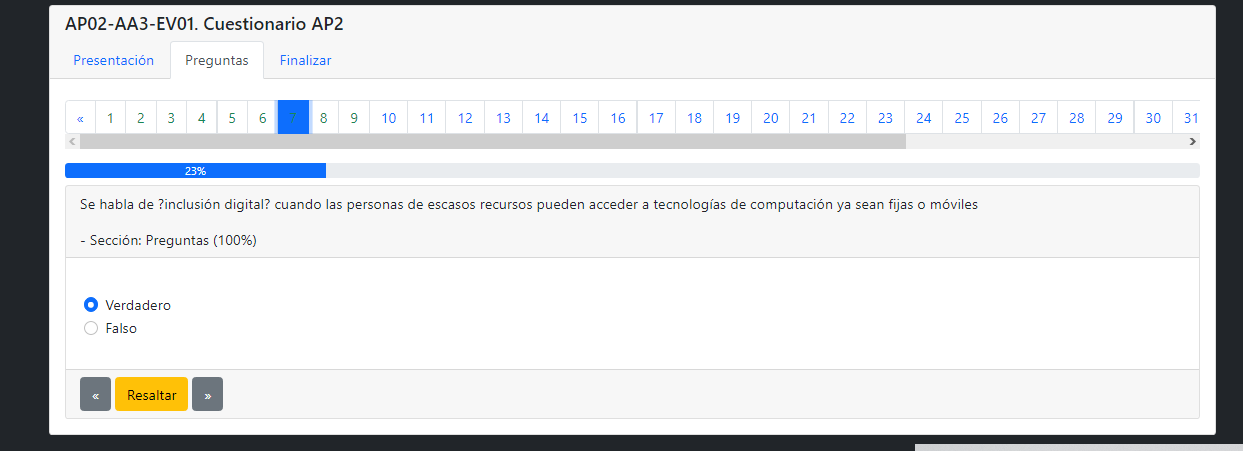 AP02-AA3-EV01. Cuestionario AP2
Presentación Preguntas Finalizar
« 1 2 3 4 5 6 7 8 9 10 11 12 13 14 15 16 17 18 19 20 21 22 23 24 25 26 27 28 29 30 31
23%
Se habla de ?inclusión digital? cuando las personas de escasos recursos pueden acceder a tecnologías de computación ya sean fijas o móviles
- Sección: Preguntas (100%)
Verdadero
Falso
« Resaltar »